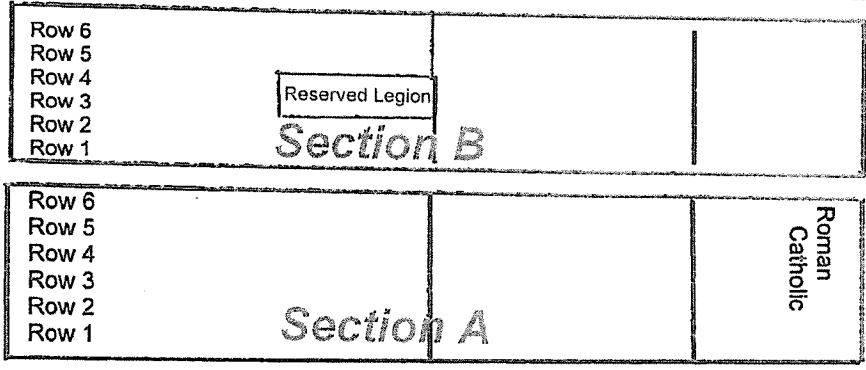 Row 6
Row 5
Row 4
Row 3
Row 2
Row 1
Reserved Legion
Section B
Row 6
Row 5
Row 4
Row 3
Row 2
Row 1
Section A
Roman
Catholic